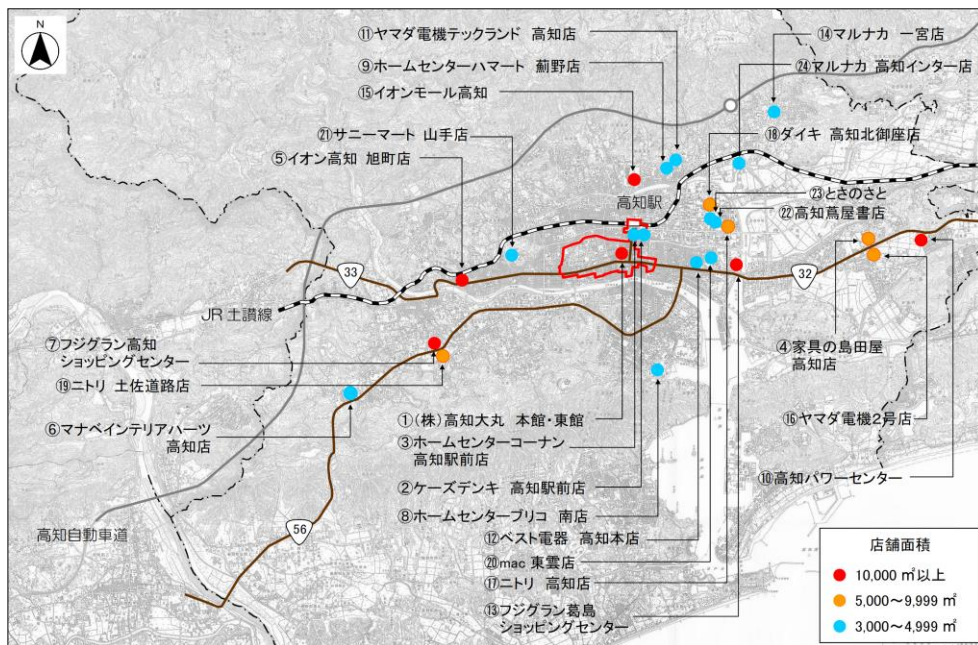 N
⑪ヤマダ電機テックランド 高知店
⑨ホームセンターハマート 薊野店
⑮イオンモール高知
㉑サニーマート 山手店
⑤イオン高知 旭町店
⑭マルナカ 一宮店
㉔マルナカ 高知インター店
⑱ダイキ 高知北御座店
㉓とさのさと
㉒高知蔦屋書店
高知駅
33
32
JR土讃線
⑦フジグラン高知
ショッピングセンター
⑲ニトリ 土佐道路店
⑥マナベインテリアハーツ
高知店
④家具の島田屋
高知店
⑯ヤマダ電機2号店
⑩高知パワーセンター
①(株)高知大丸 本館・東館
③ホームセンターコーナン
高知駅前店
②ケーズデンキ 高知駅前店
⑧ホームセンターブリコ 南店
⑫ベスト電器 高知本店
⑳mac 東雲店
⑰ニトリ 高知店
⑬フジグラン葛島
ショッピングセンター
高知自動車道
56
店舗面積
10,000 ㎡以上
5,000～9,999 ㎡
3,000～4,999 ㎡